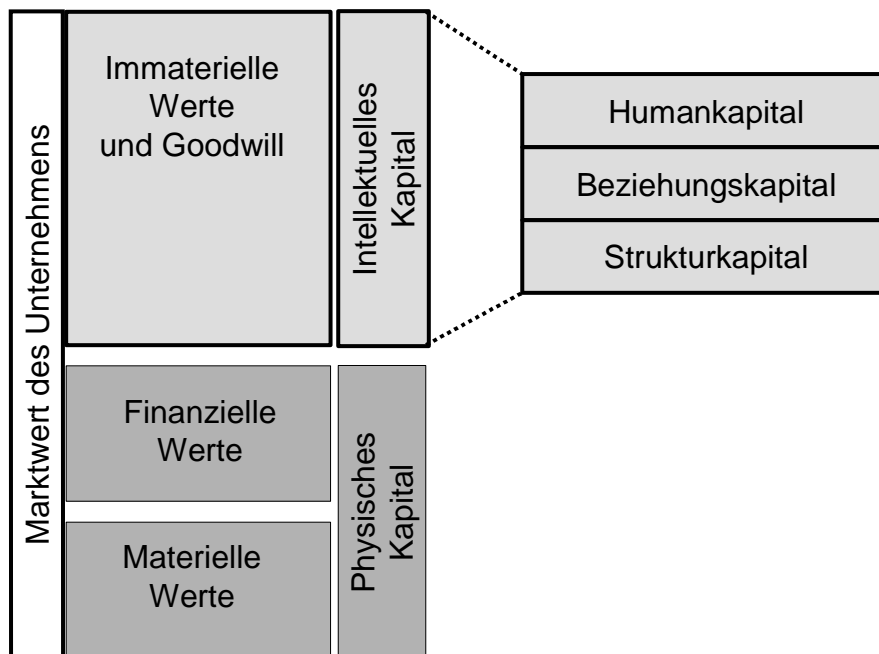 Marktwert des Unternehmens
Immaterielle
Werte
und Goodwill
Intellektuelles
Kapital
Humankapital
Beziehungskapital
Strukturkapital
Finanzielle
Werte
Materielle
Werte
Physisches
Kapital